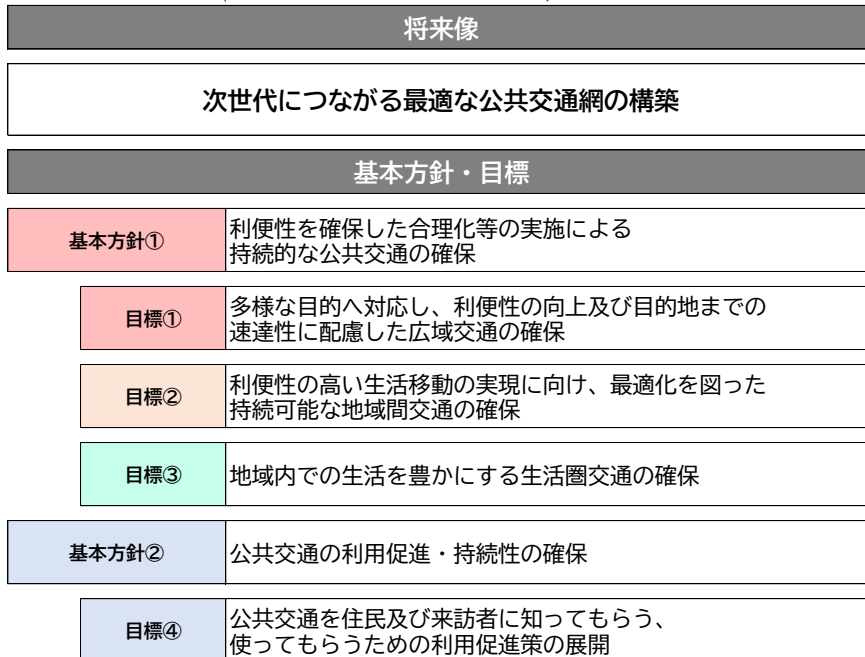 将来像
次世代につながる最適な公共交通網の構築
基本方針・目標
基本方針①
利便性を確保した合理化等の実施による
持続的な公共交通の確保
目標①
多様な目的へ対応し、利便性の向上及び目的地までの
速達性に配慮した広域交通の確保
目標②
利便性の高い生活移動の実現に向け、最適化を図った
持続可能な地域間交通の確保
目標③
地域内での生活を豊かにする生活圏交通の確保
基本方針②
公共交通の利用促進・持続性の確保
目標④
公共交通を住民及び来訪者に知ってもらう、
使ってもらうための利用促進策の展開